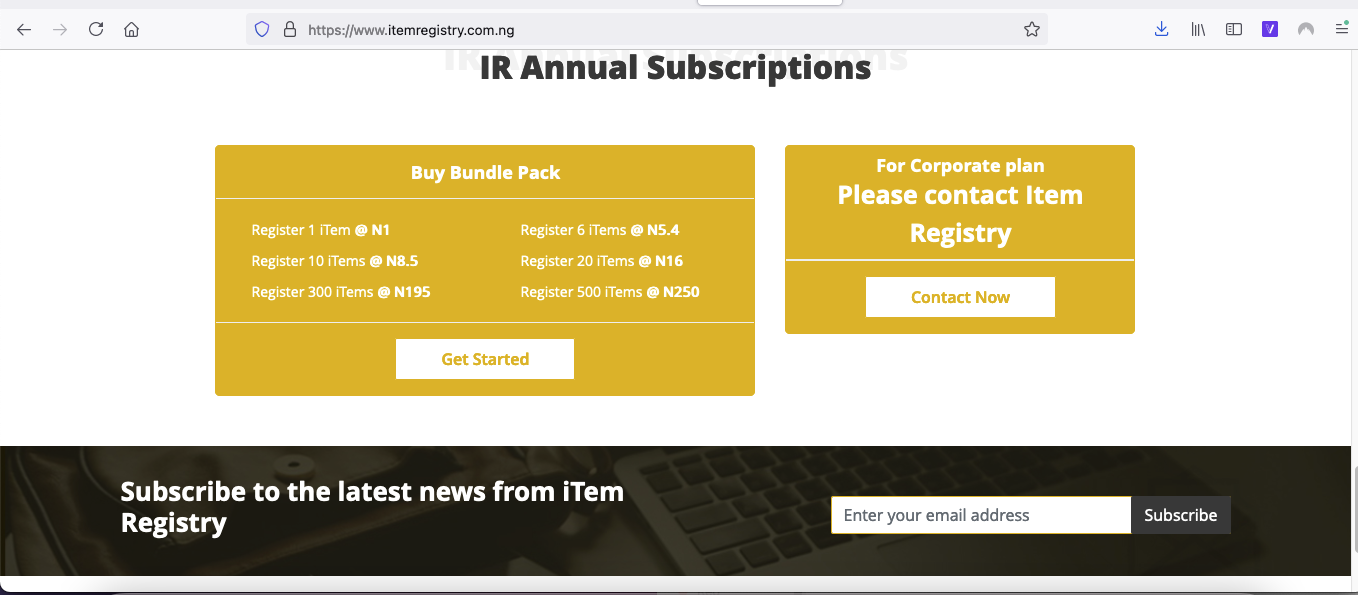 https://www.itemregistry.com.ng
IR Annual Subscriptions
IR Annual Subscriptions
Buy Bundle Pack
Register 1 iTem @ N1
Register 6 iTems @ N5.4
Register 10 iTems @ N8.5
Register 20 iTems @ N16
Register 300 iTems @ N195
Register 500 iTems @ N250
Get Started
For Corporate plan
Please contact Item
Registry
Contact Now
Subscribe to the latest news from iTem
Registry
Enter your email address
Subscribe